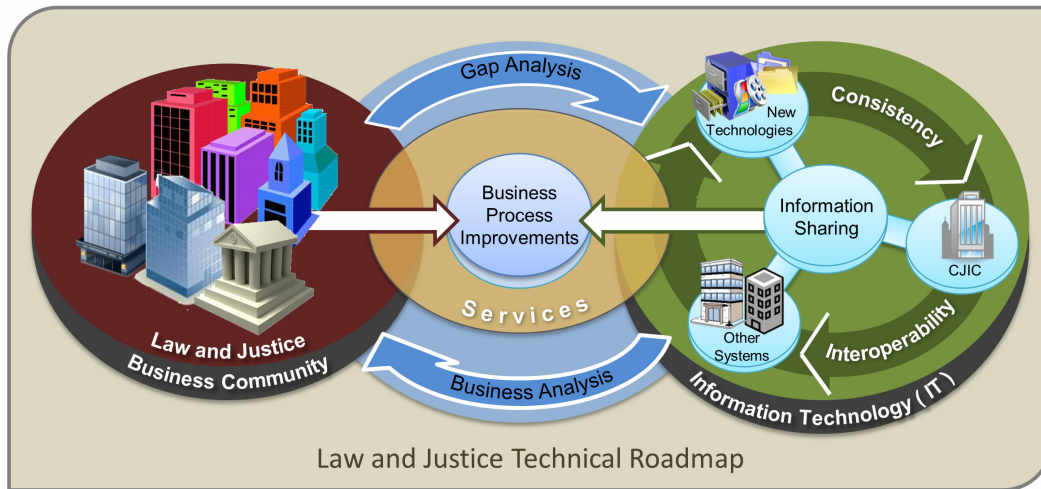 Gap Analysis
Consistency
New
Technologies
Business
Process
Improvements
Information
Sharing
CJIC
Services
Other
Systems
Interoperability
Law and Justice
Business Community
Business Analysis
Information Technology ( IT )
Law and Justice Technical Roadmap